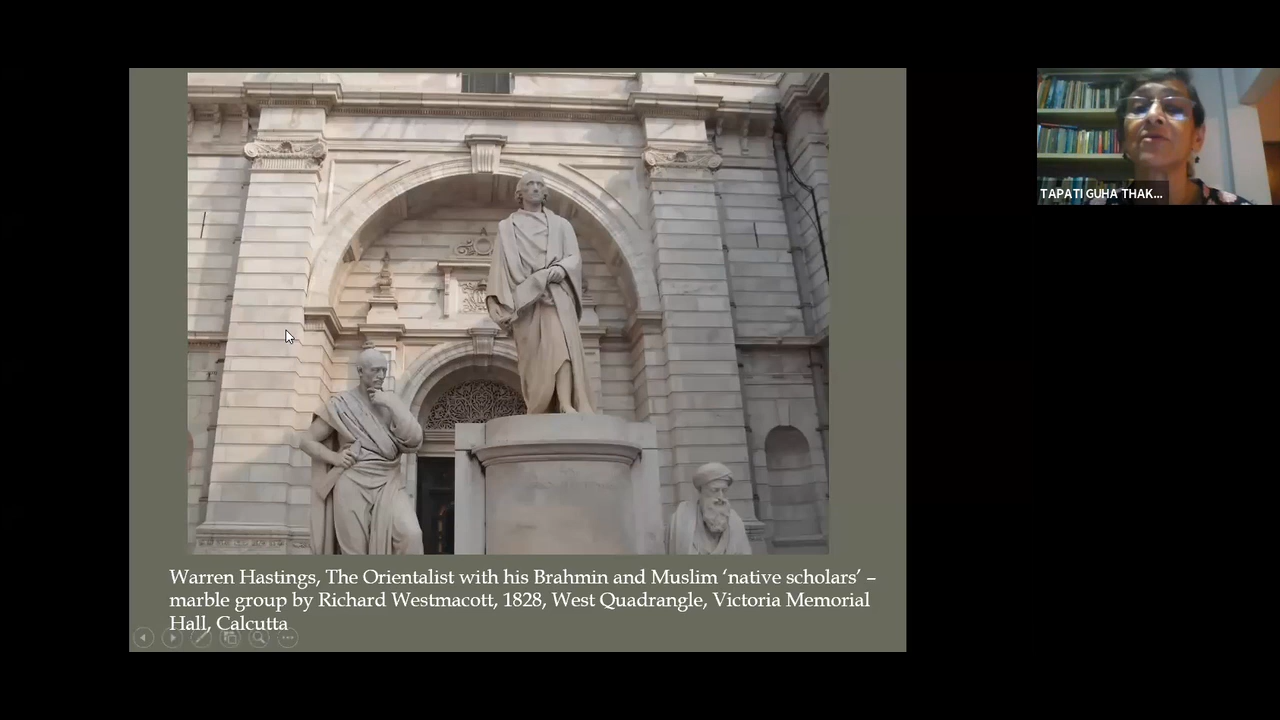 TAPATI GUHA THAK...
Warren Hastings, The Orientalist with his Brahmin and Muslim ‘native scholars’ –
marble group by Richard Westmacott, 1828, West Quadrangle, Victoria Memorial
Hall, Calcutta